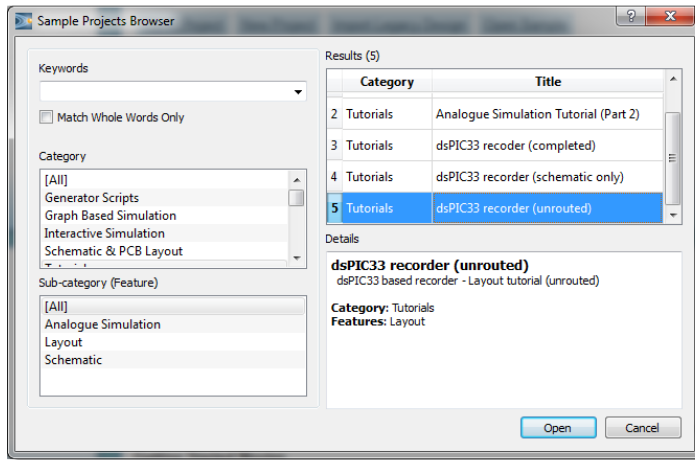 Sample Projects Browser
Keywords
Match Whole Words Only
Category
[All]
Generator Scripts
Graph Based Simulation
Interactive Simulation
Schematic & PCB Layout
Sub-category (Feature)
[All]
Analogue Simulation
Layout
Schematic
Results (5)
Category Title
2 Tutorials Analogue Simulation Tutorial (Part 2)
3 Tutorials dsPIC33 recoder (completed)
4 Tutorials dsPIC33 recorder (schematic only)
5 Tutorials dsPIC33 recorder (unrouted)
Details
dsPIC33 recorder (unrouted)
dsPIC33 based recorder - Layout tutorial (unrouted)
Category: Tutorials
Features: Layout
Open Cancel